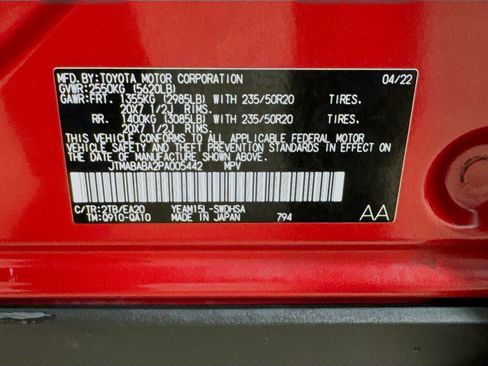 MFD. BY:TOYOTA MOTOR CORPORATION 04/22
GVWR:2550KG (5620LB)
GAWR:FRT. 1355KG (2985LB) WITH 235/50R20 TIRES.
20X7 1/2J RIMS.
RR. 1400KG (3085LB) WITH 235/50R20 TIRES.
20X7 1/2J RIMS.
THIS VEHICLE CONFORMS TO ALL APPLICABLE FEDERAL MOTOR
VEHICLE SAFETY AND THEFT PREVENTION STANDARDS IN EFFECT
ON THE DATE OF MANUFACTURE SHOWN ABOVE.
JTMABABA2PA005442 MPV
C/TR:2TB/EA20 YEAM15L-SWDHSA
TM:Q910-QA10 MADE IN JAPAN 794
AA